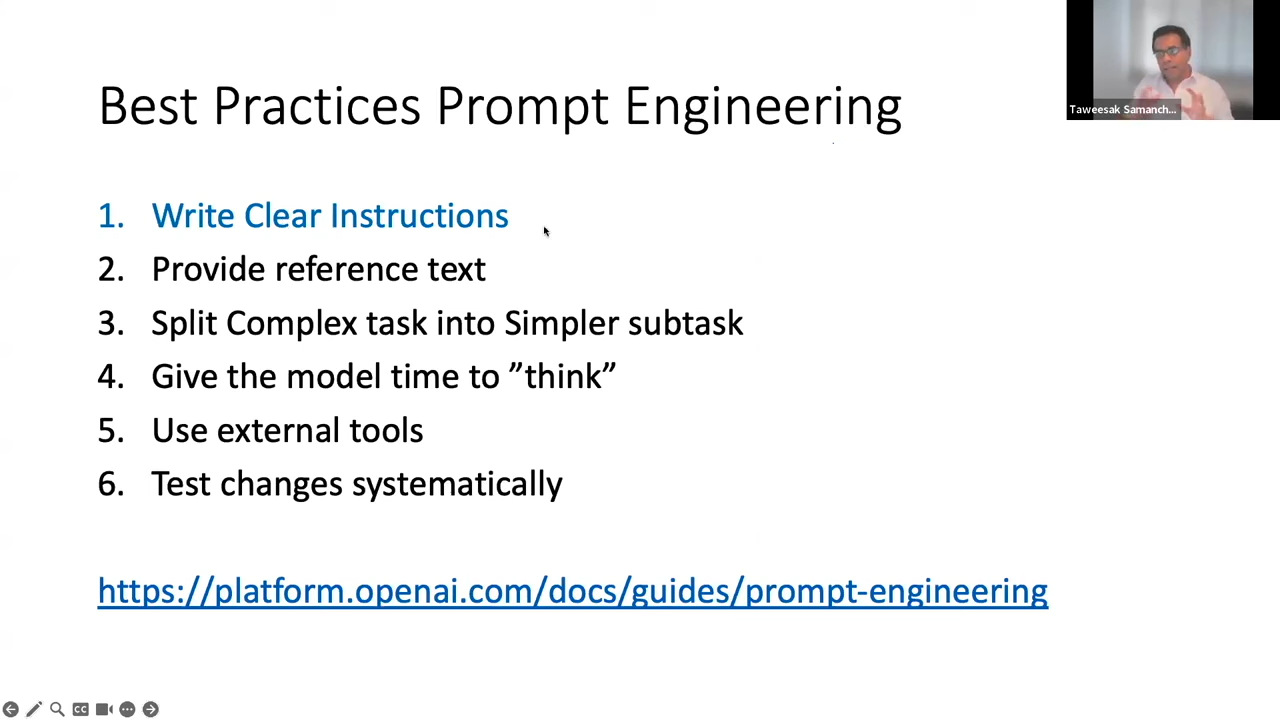 Best Practices Prompt Engineering
Taweesak Samanch...
1. Write Clear Instructions
2. Provide reference text
3. Split Complex task into Simpler subtask
4. Give the model time to ”think”
5. Use external tools
6. Test changes systematically
https://platform.openai.com/docs/guides/prompt-engineering
CC